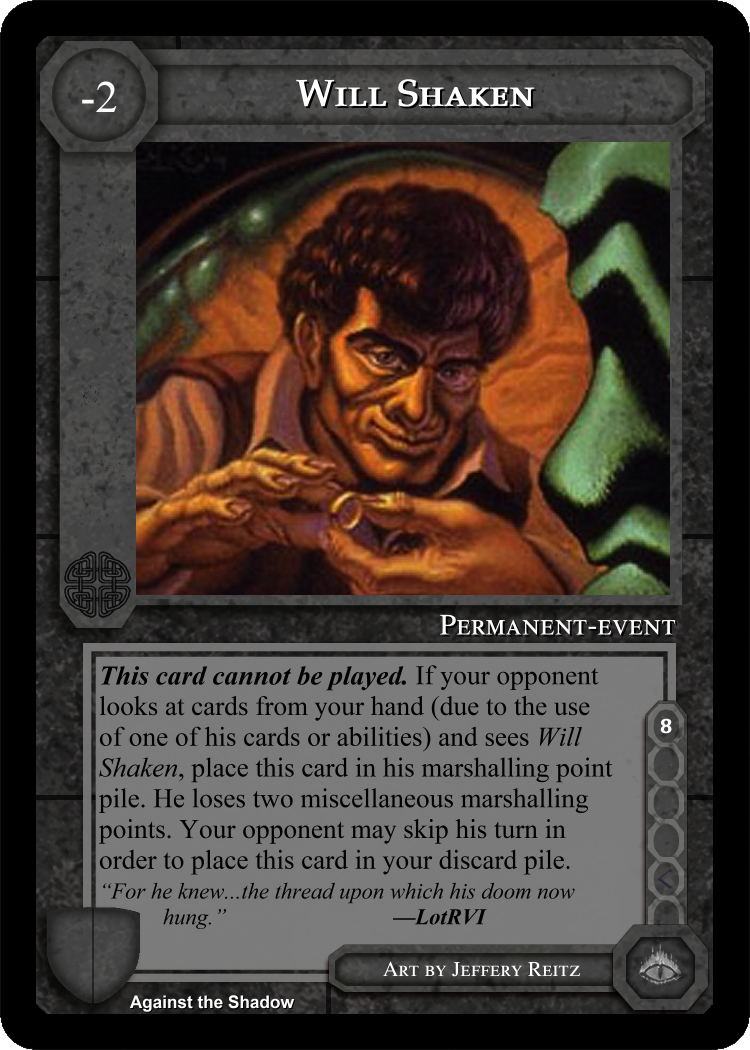 -2
WILL SHAKEN
PERMANENT-EVENT
This card cannot be played. If your opponent
looks at cards from your hand (due to the use
of one of his cards or abilities) and sees Will
Shaken, place this card in his marshalling point
pile. He loses two miscellaneous marshalling
points. Your opponent may skip his turn in
order to place this card in your discard pile.
8
“For he knew...the thread upon which his doom now
hung.” —LotRVI
ART BY JEFFERY REITZ
Against the Shadow